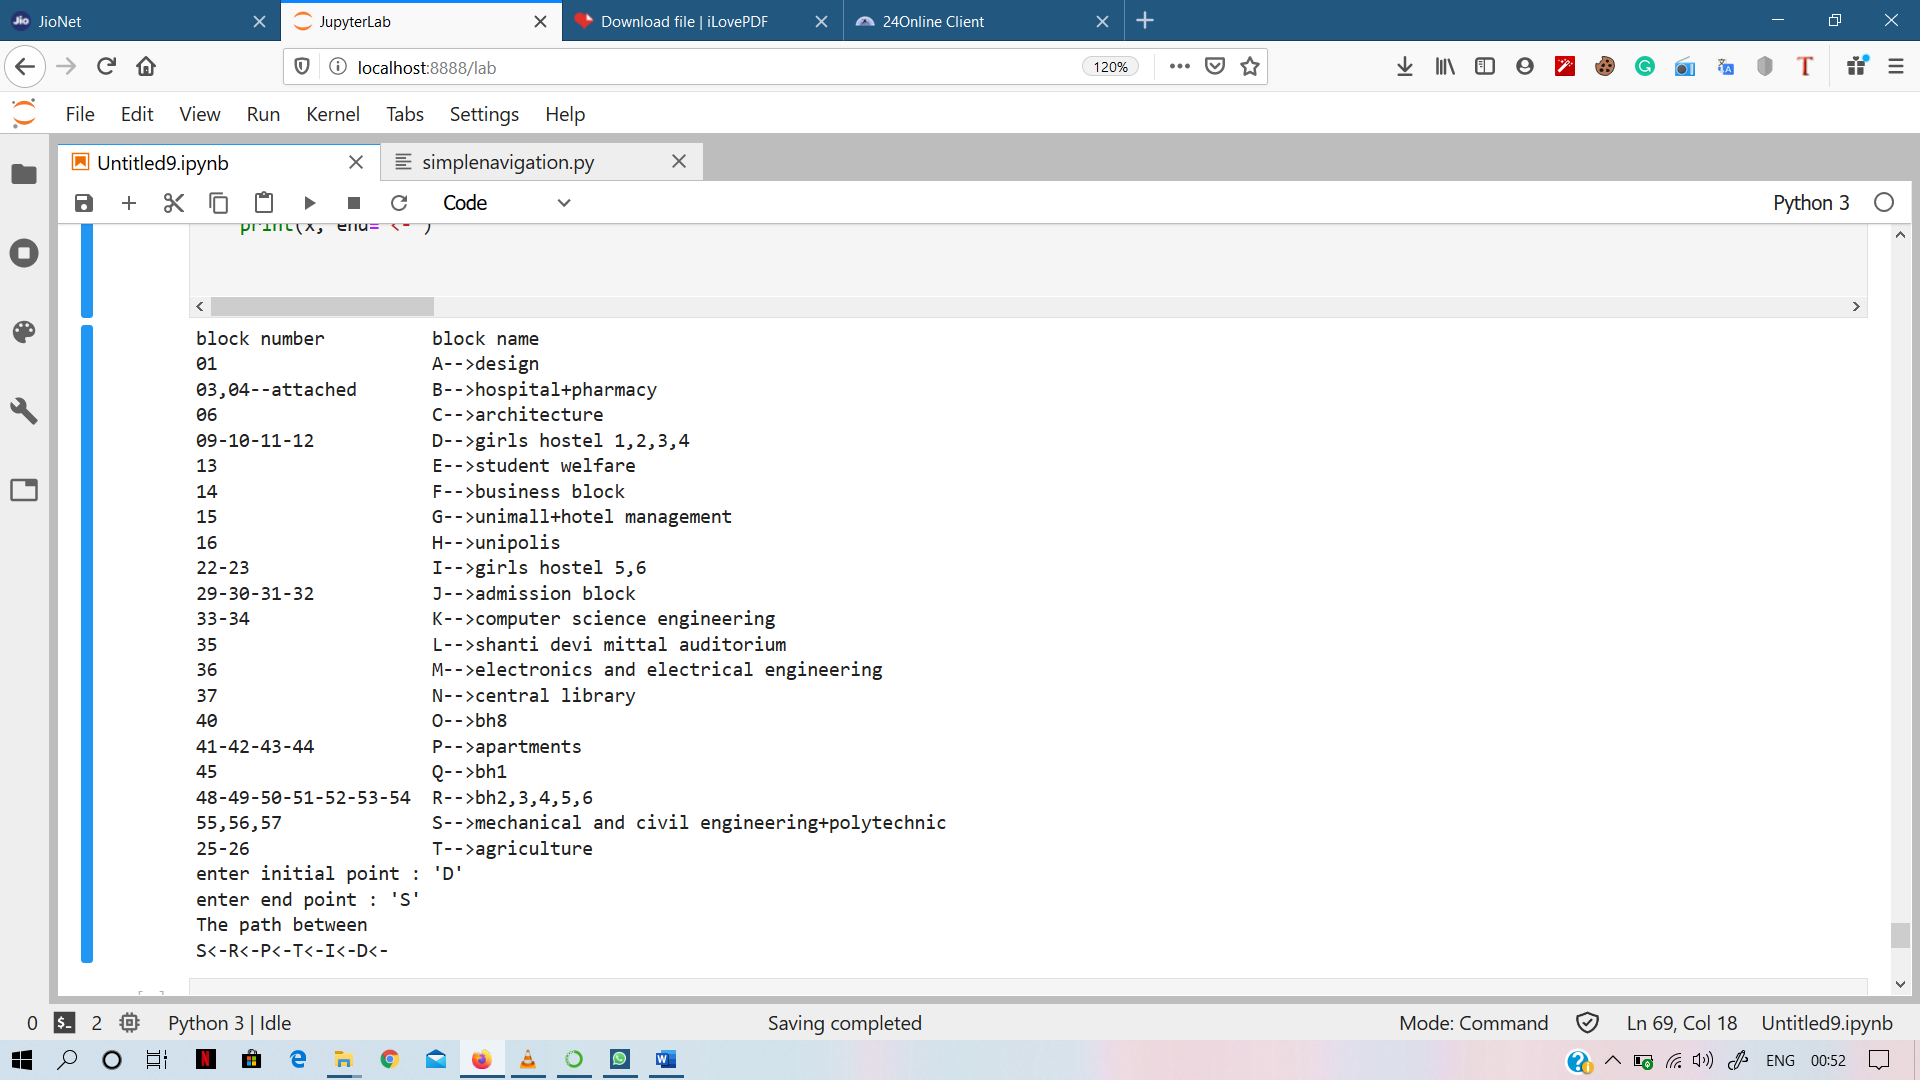 JioNet
JupyterLab
Download file | iLovePDF
24Online Client
localhost:8888/lab
120%
File Edit View Run Kernel Tabs Settings Help
Untitled9.ipynb
simplenavigation.py
Code
Python 3
print(x, end="<-")
block number block name
01 A-->design
03,04--attached B-->hospital+pharmacy
06 C-->architecture
09-10-11-12 D-->girls hostel 1,2,3,4
13 E-->student welfare
14 F-->business block
15 G-->unimall+hotel management
16 H-->unipolis
22-23 I-->girls hostel 5,6
29-30-31-32 J-->admission block
33-34 K-->computer science engineering
35 L-->shanti devi mittal auditorium
36 M-->electronics and electrical engineering
37 N-->central library
40 O-->bh8
41-42-43-44 P-->apartments
45 Q-->bh1
48-49-50-51-52-53-54 R-->bh2,3,4,5,6
55,56,57 S-->mechanical and civil engineering+polytechnic
25-26 T-->agriculture
enter initial point : 'D'
enter end point : 'S'
The path between
S<-R<-P<-T<-I<-D<-
0 2 Python 3 | Idle Saving completed Mode: Command Ln 69, Col 18 Untitled9.ipynb
ENG 00:52